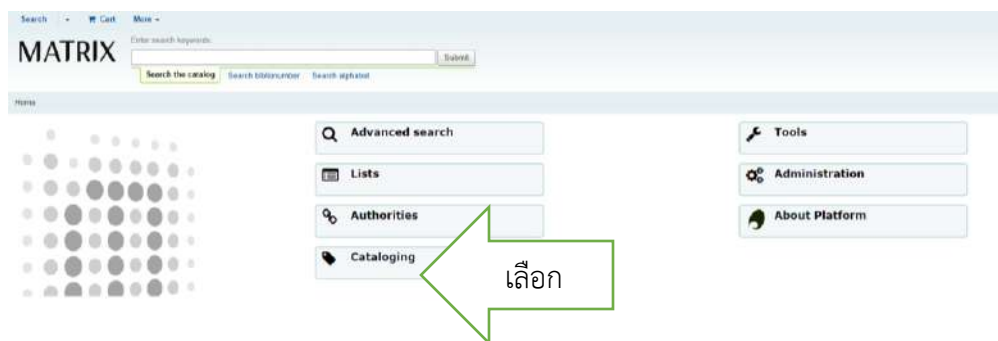 Search Cart More
MATRIX
Enter search keywords:
Submit
Search the catalog Search biblionumber Search alphabet
Home
Advanced search
Lists
Authorities
Cataloging
Tools
Administration
About Platform
เลือก